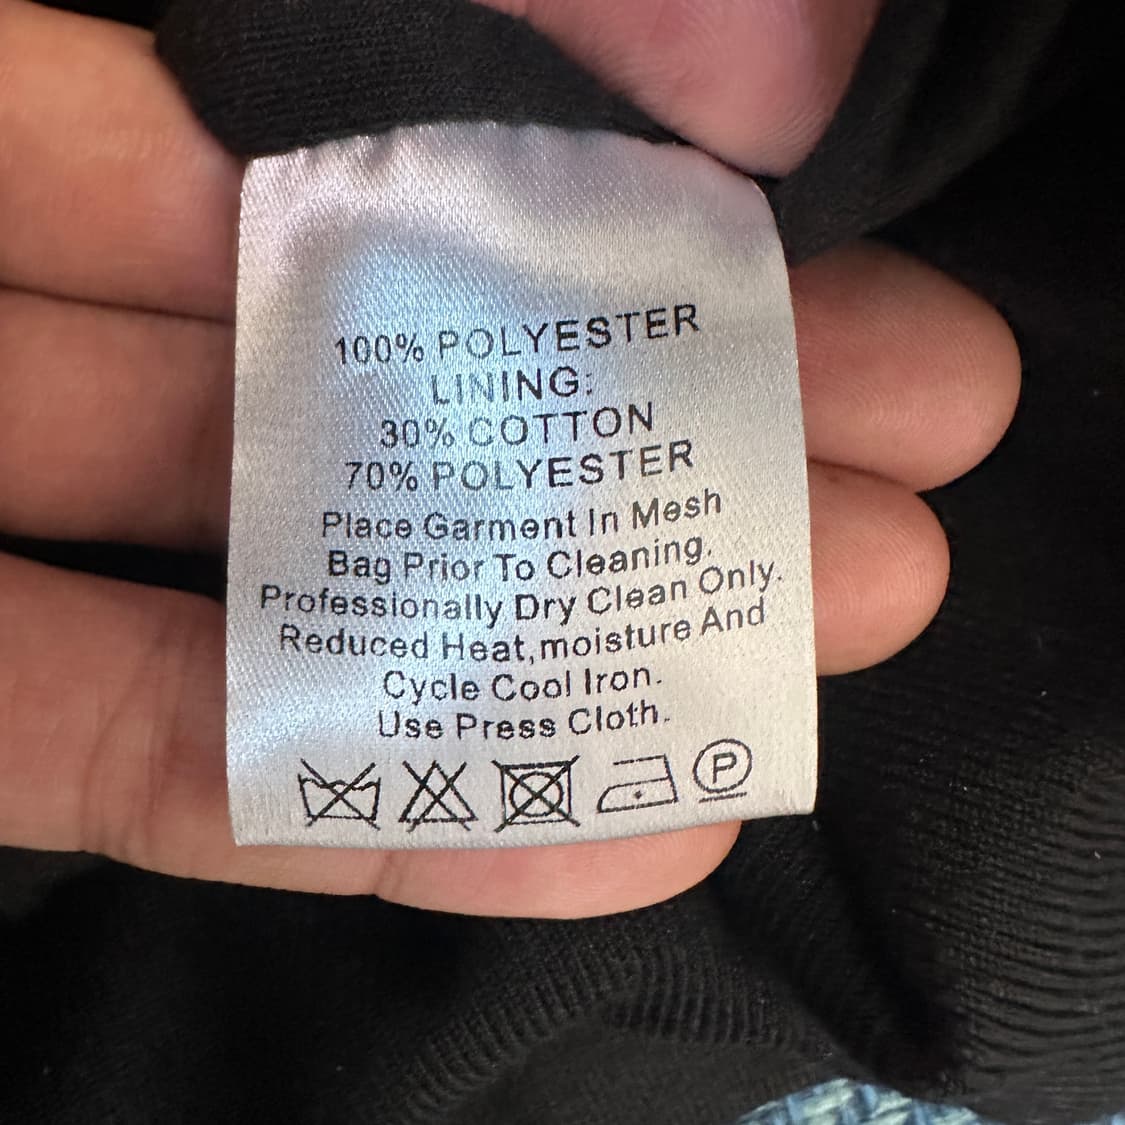 100% POLYESTER
LINING:
30% COTTON
70% POLYESTER
Place Garment In Mesh
Bag Prior To Cleaning.
Professionally Dry Clean Only.
Reduced Heat,moisture And
Cycle Cool Iron.
Use Press Cloth.
P